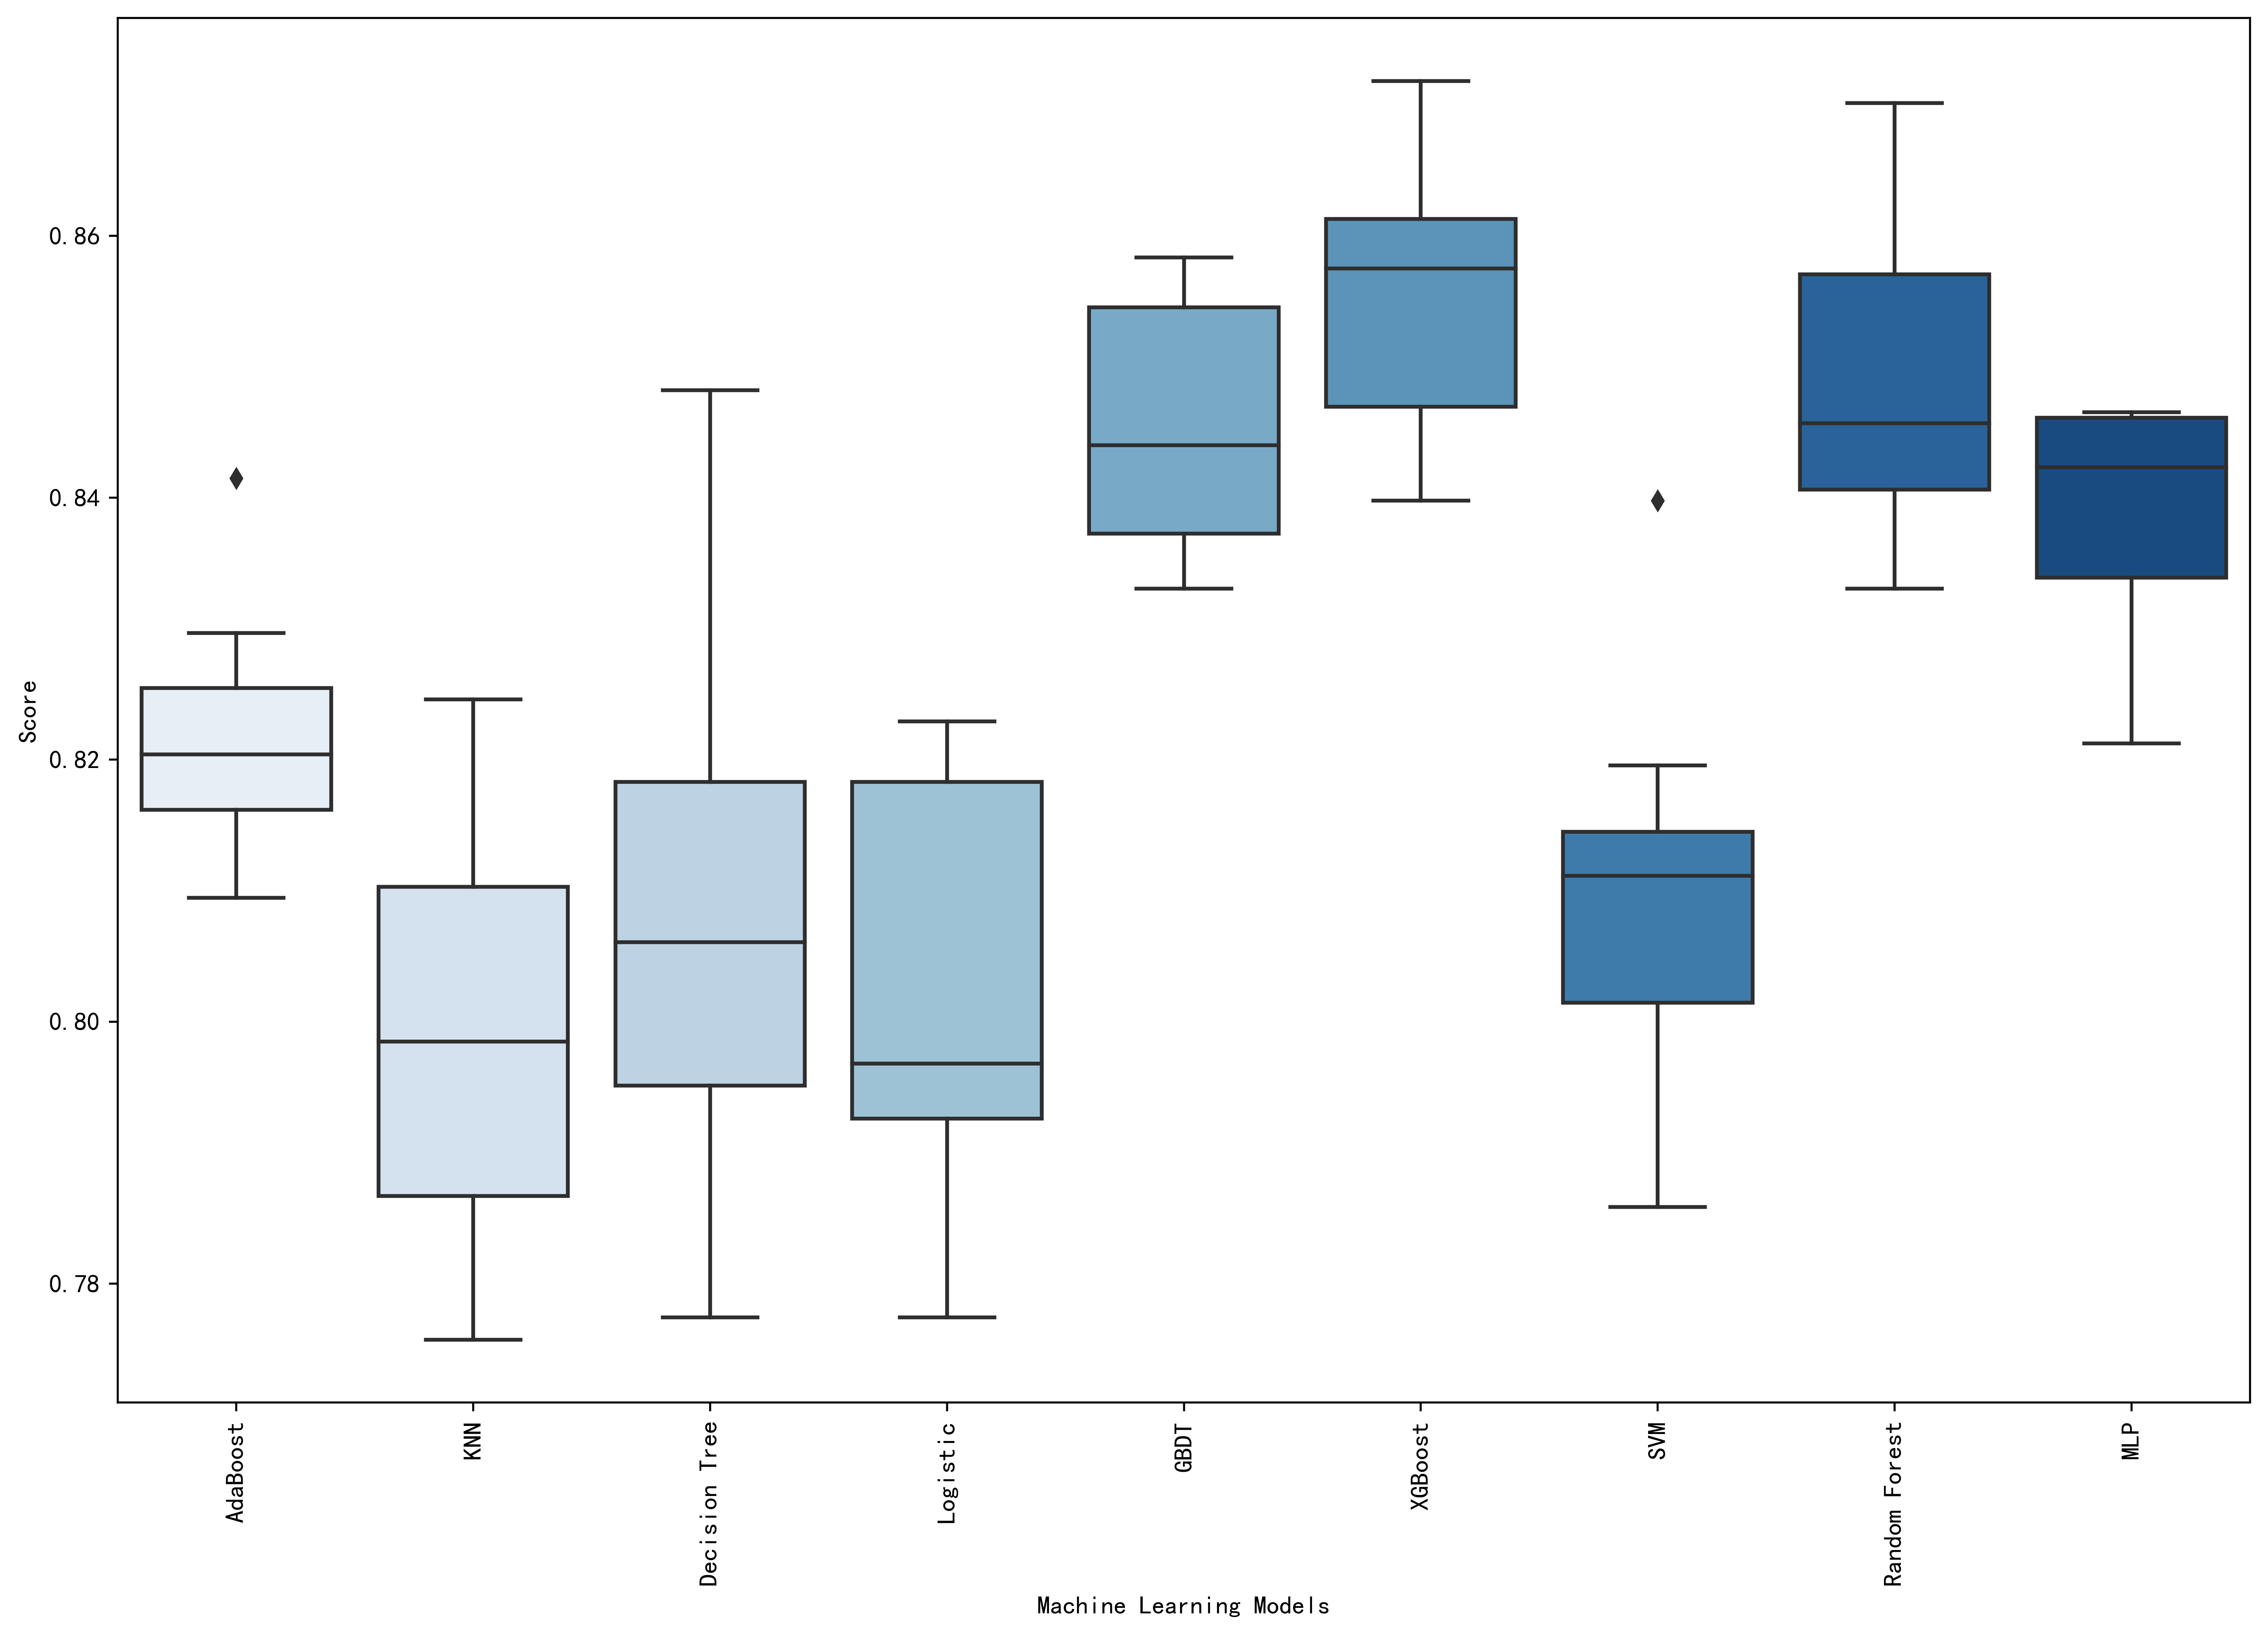 Score
0.86
0.84
0.82
0.80
0.78
AdaBoost
KNN
Decision Tree
Logistic
GBDT
XGBoost
SVM
Random Forest
MLP
Machine Learning Models